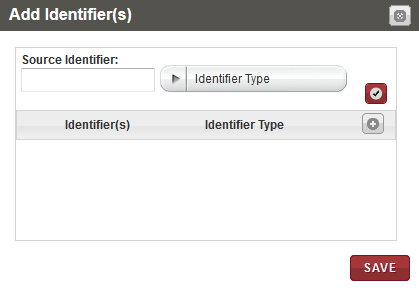 Add Identifier(s)
Source Identifier:
Identifier Type
Identifier(s) Identifier Type
SAVE